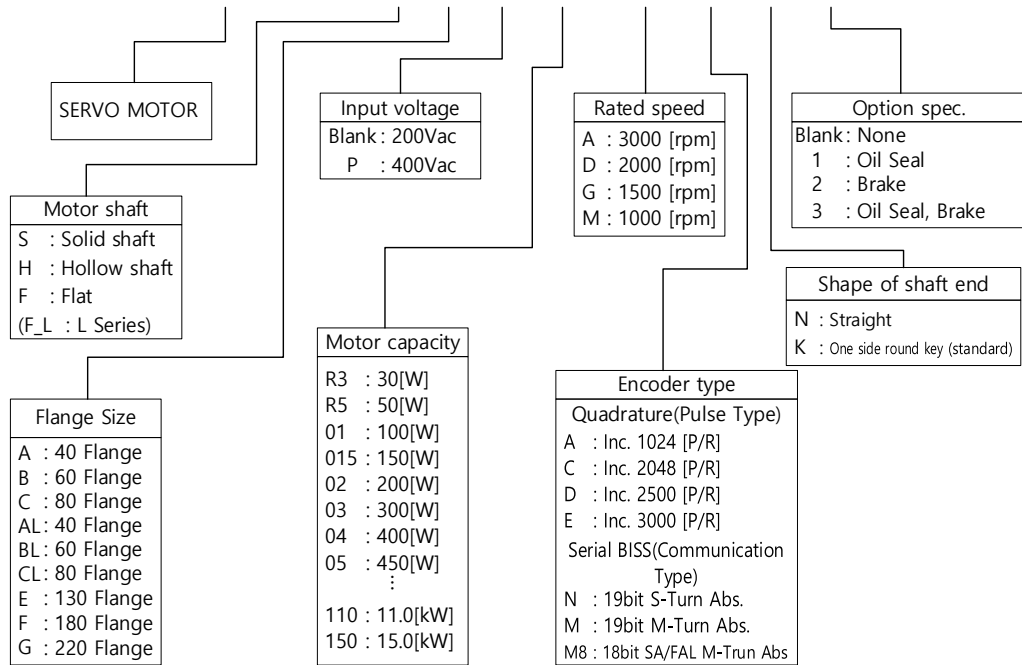 SERVO MOTOR
Input voltage
Blank : 200Vac
P : 400Vac
Rated speed
A : 3000 [rpm]
D : 2000 [rpm]
G : 1500 [rpm]
M : 1000 [rpm]
Option spec.
Blank : None
1 : Oil Seal
2 : Brake
3 : Oil Seal, Brake
Motor shaft
S : Solid shaft
H : Hollow shaft
F : Flat
(F_L : L Series)
Shape of shaft end
N : Straight
K : One side round key (standard)
Motor capacity
R3 : 30[W]
R5 : 50[W]
01 : 100[W]
015 : 150[W]
02 : 200[W]
03 : 300[W]
04 : 400[W]
05 : 450[W]
⋮
110 : 11.0[kW]
150 : 15.0[kW]
Encoder type
Quadrature(Pulse Type)
A : Inc. 1024 [P/R]
C : Inc. 2048 [P/R]
D : Inc. 2500 [P/R]
E : Inc. 3000 [P/R]
Serial BISS(Communication
Type)
N : 19bit S-Turn Abs.
M : 19bit M-Turn Abs.
M8 : 18bit SA/FAL M-Trun Abs
Flange Size
A : 40 Flange
B : 60 Flange
C : 80 Flange
AL : 40 Flange
BL : 60 Flange
CL : 80 Flange
E : 130 Flange
F : 180 Flange
G : 220 Flange